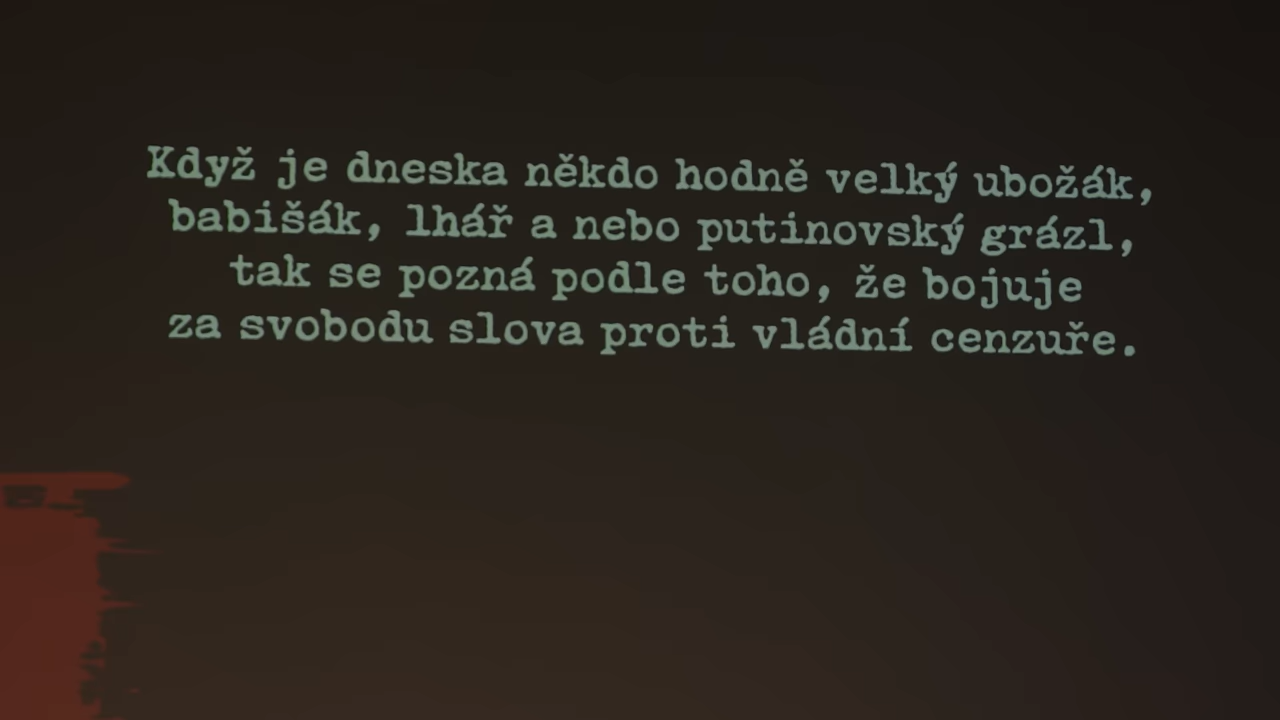 Když je dneska někdo hodně velký ubožák,
babišák, lhář a nebo putinovský grázl,
tak se pozná podle toho, že bojuje
za svobodu slova proti vládní cenzuře.